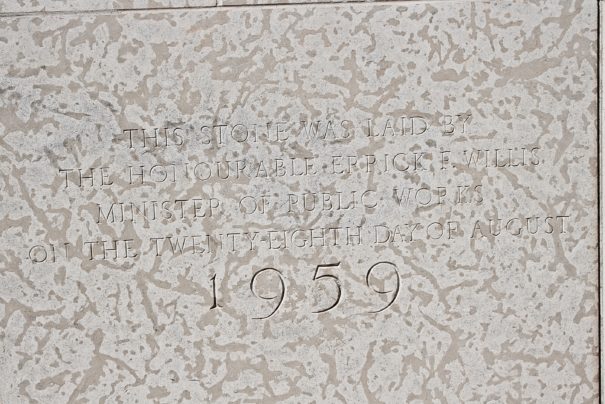 THIS STONE WAS LAID BY
THE HONOURABLE ERRICK F. WILLIS
MINISTER OF PUBLIC WORKS
ON THE TWENTY-EIGHTH DAY OF AUGUST
1959